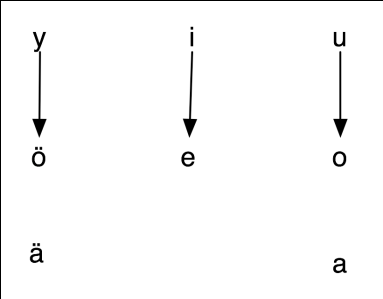 y i u
ö e o
ä a